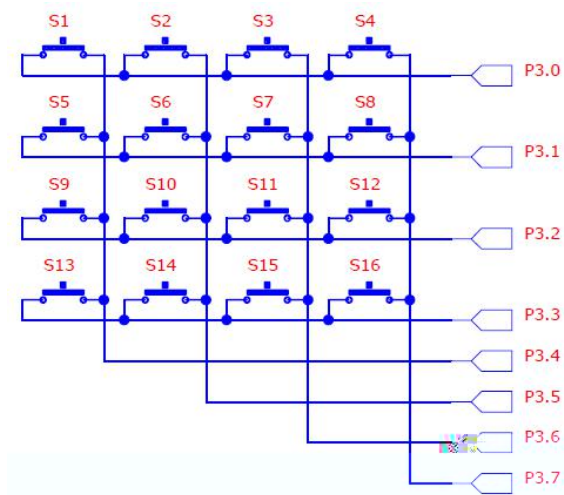 S1 S2 S3 S4
P3.0
S5 S6 S7 S8
P3.1
S9 S10 S11 S12
P3.2
S13 S14 S15 S16
P3.3
P3.4
P3.5
P3.6
P3.7